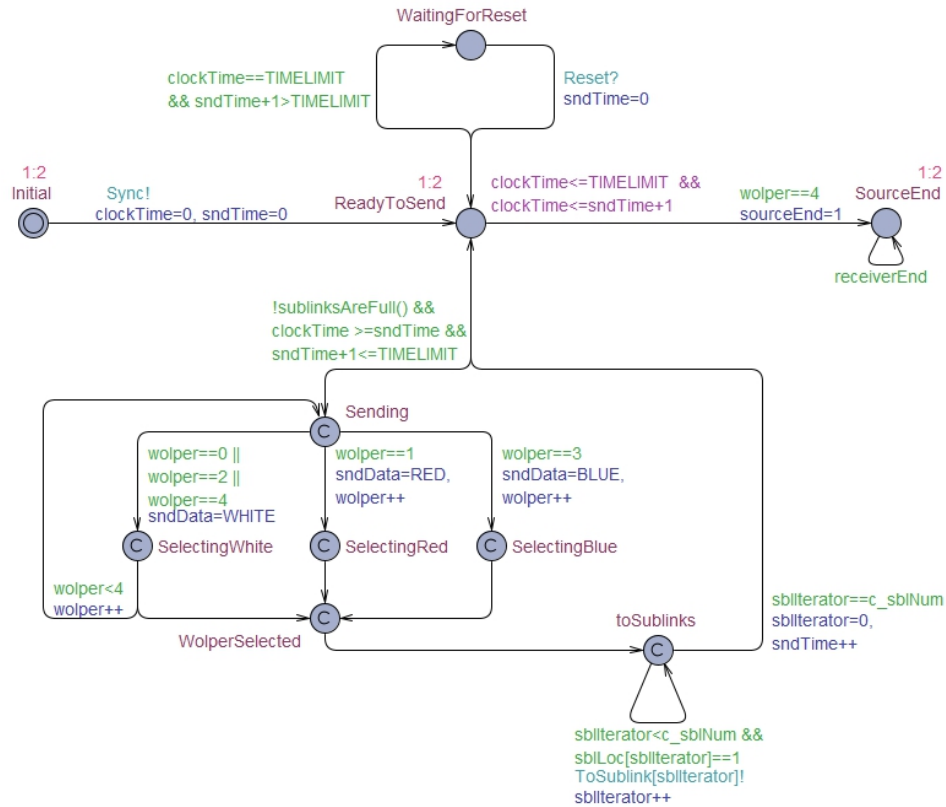 WaitingForReset
clockTime==TIMELIMIT
&& sndTime+1>TIMELIMIT
Reset?
sndTime=0
1:2
Initial
Sync!
clockTime=0, sndTime=0
1:2
ReadyToSend
clockTime<=TIMELIMIT &&
clockTime<=sndTime+1
wolper==4
sourceEnd=1
1:2
SourceEnd
receiverEnd
!sublinksAreFull() &&
clockTime >=sndTime &&
sndTime+1<=TIMELIMIT
Sending
C
wolper==0 ||
wolper==2 ||
wolper==4
sndData=WHITE
wolper==1
sndData=RED,
wolper++
wolper==3
sndData=BLUE,
wolper++
C
SelectingWhite
C
SelectingRed
C
SelectingBlue
wolper<4
wolper++
C
WolperSelected
toSublinks
C
sblIterator==c_sblNum
sblIterator=0,
sndTime++
sblIterator<c_sblNum &&
sblLoc[sblIterator]==1
ToSublink[sblIterator]!
sblIterator++